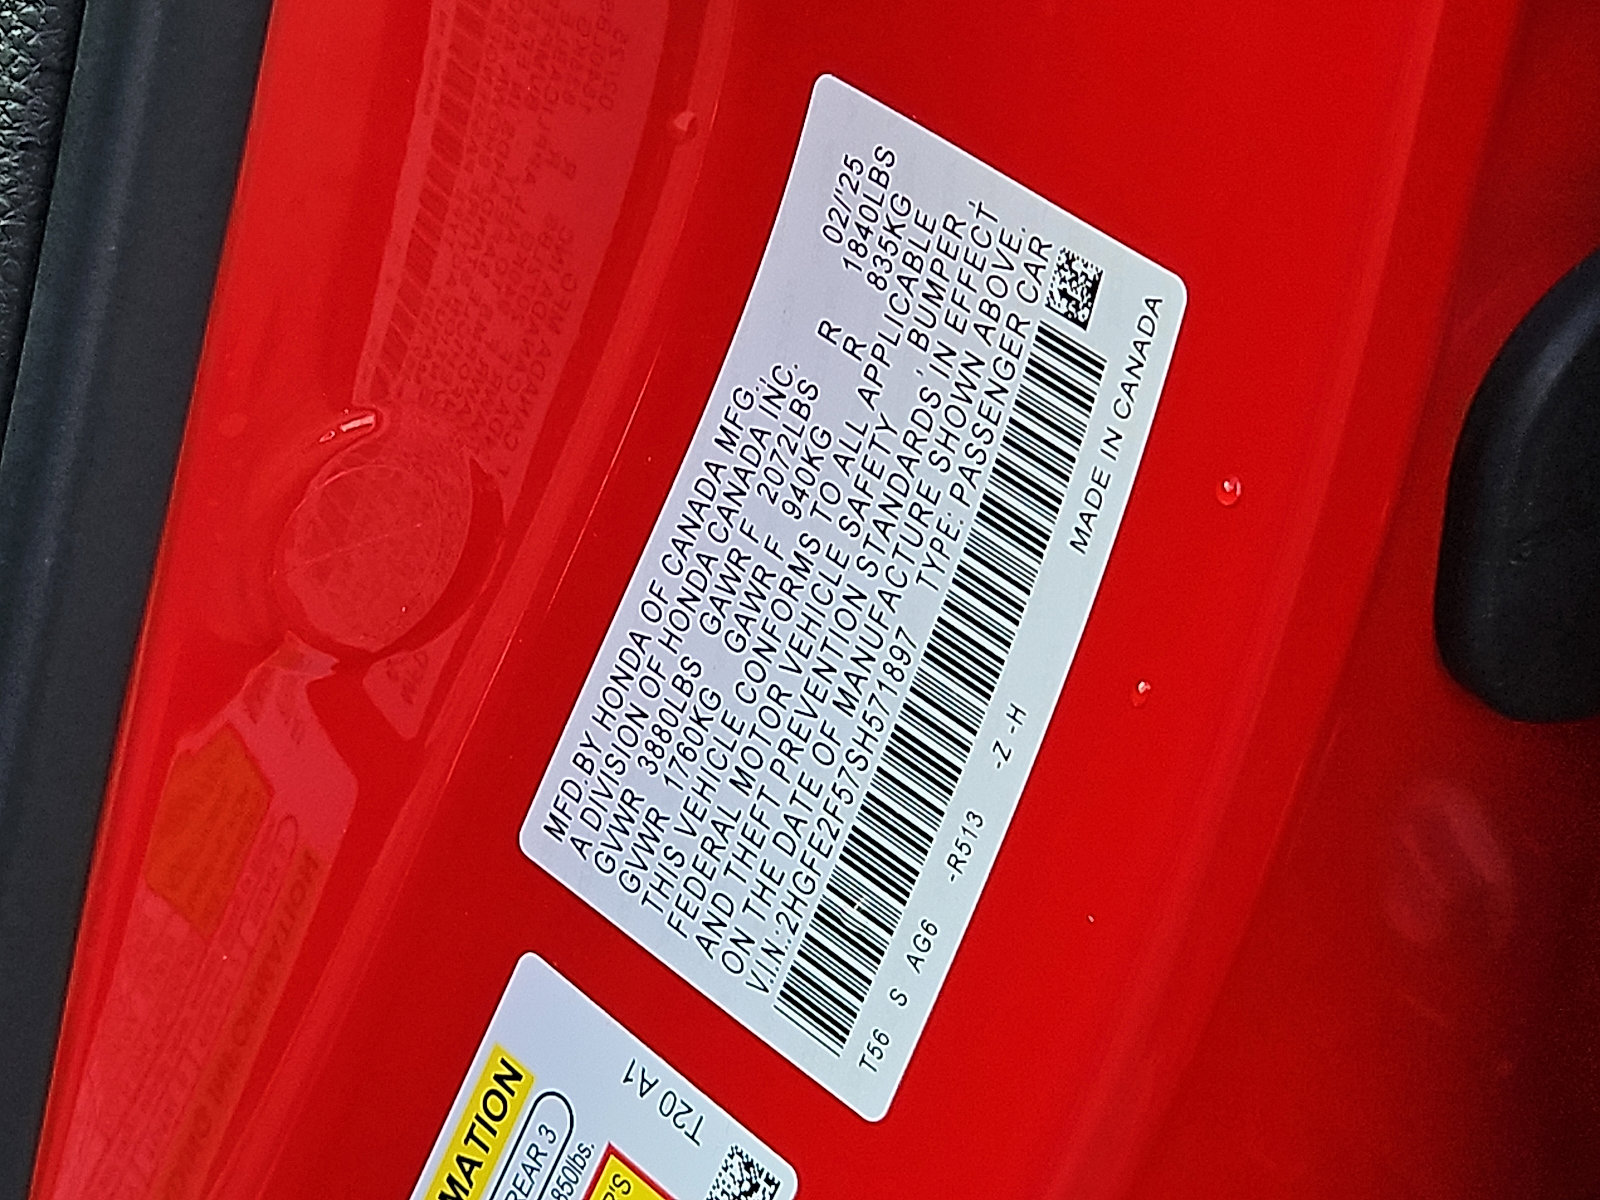 MFD.BY HONDA OF CANADA MFG.; 02/'25
A DIVISION OF HONDA CANADA INC.
GVWR 3880LBS GAWR F 2072LBS R 1840LBS
GVWR 1760KG GAWR F 940KG R 835KG
THIS VEHICLE CONFORMS TO ALL APPLICABLE
FEDERAL MOTOR VEHICLE SAFETY , BUMPER ,
AND THEFT PREVENTION STANDARDS IN EFFECT
ON THE DATE OF MANUFACTURE SHOWN ABOVE.
V.I.N.:2HGFE2F57SH571897 TYPE: PASSENGER CAR
MADE IN CANADA
T56 S AG6 -R513 -Z -H
MATION
REAR 3
850lbs.
T20 A1